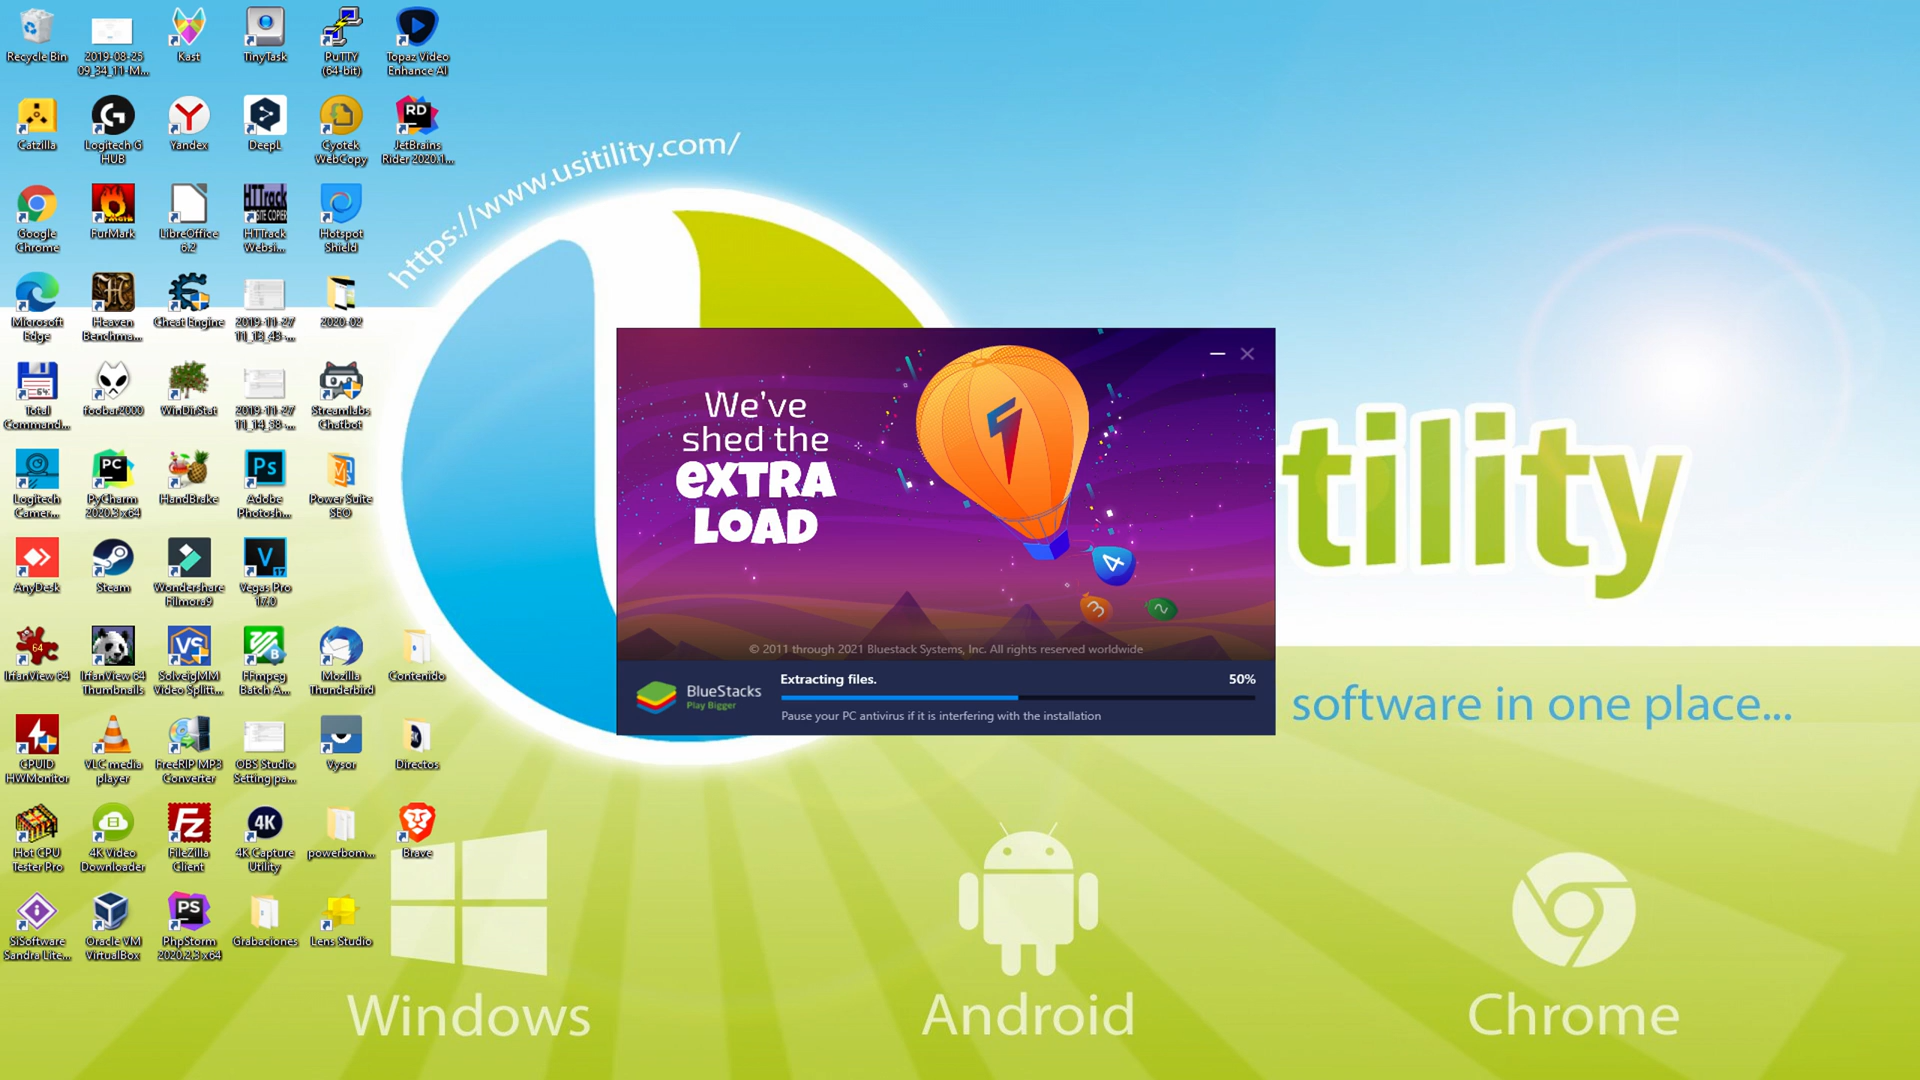 Recycle Bin
2019-08-25
09_34_11-M...
Kast
TinyTask
PuTTY
(64-bit)
Topaz Video
Enhance AI
Catzilla
Logitech G
HUB
Yandex
DeepL
Cyotek
WebCopy
JetBrains
Rider 2020.1...
Google
Chrome
FurMark
LibreOffice
6.2
HTTrack
SITE COPIER
HTTrack
Websi...
Hotspot
Shield
Microsoft
Edge
Heaven
Benchma...
Cheat Engine
2019-11-27
11_13_43-...
2020-02
Total
Command...
foobar2000
WinDirStat
2019-11-27
11_14_38-...
Streamlabs
Chatbot
Logitech
Camer...
PyCharm
2020.3 x64
HandBrake
Adobe
Photosh...
Power Suite
SEO
AnyDesk
Steam
Wondershare
Filmora9
Vegas Pro
17.0
IrfanView 64
IrfanView 64
Thumbnails
SolveigMM
Video Splitt...
FFmpeg
Batch A...
Mozilla
Thunderbird
Contenido
CPUID
HWMonitor
VLC media
player
FreeRIP MP3
Converter
OBS Studio
Setting pa...
Vysor
Directos
Hot CPU
Tester Pro
4K Video
Downloader
FileZilla
Client
4K Capture
Utility
powerbom...
Brave
SiSoftware
Sandra Lite...
Oracle VM
VirtualBox
PhpStorm
2020.2.3 x64
Grabaciones
Lens Studio
https://www.usitility.com/
We've
shed the
EXTRA
LOAD
5
4
3
2
© 2011 through 2021 Bluestack Systems, Inc. All rights reserved worldwide
BlueStacks
Play Bigger
Extracting files.
50%
Pause your PC antivirus if it is interfering with the installation
tility
software in one place...
Windows
Android
Chrome